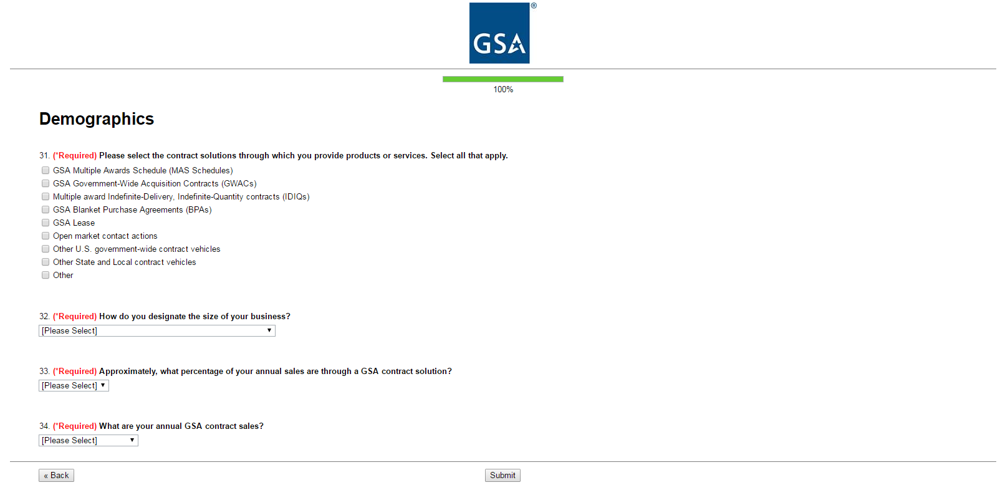 GSA®
100%
Demographics
31. (*Required) Please select the contract solutions through which you provide products or services. Select all that apply.
GSA Multiple Awards Schedule (MAS Schedules)
GSA Government-Wide Acquisition Contracts (GWACs)
Multiple award Indefinite-Delivery, Indefinite-Quantity contracts (IDIQs)
GSA Blanket Purchase Agreements (BPAs)
GSA Lease
Open market contact actions
Other U.S. government-wide contract vehicles
Other State and Local contract vehicles
Other
32. (*Required) How do you designate the size of your business?
[Please Select]
33. (*Required) Approximately, what percentage of your annual sales are through a GSA contract solution?
[Please Select]
34. (*Required) What are your annual GSA contract sales?
[Please Select]
« Back Submit